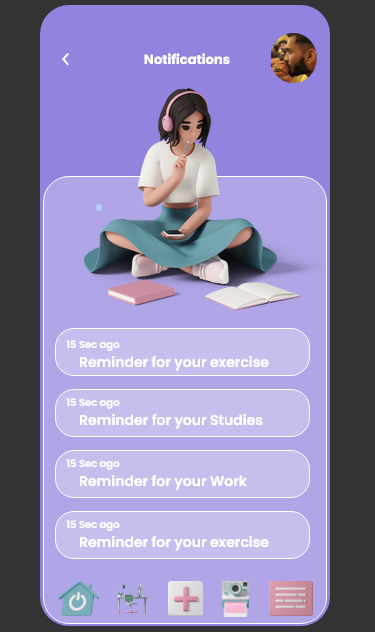 Notifications
15 Sec ago
Reminder for your exercise
15 Sec ago
Reminder for your Studies
15 Sec ago
Reminder for your Work
15 Sec ago
Reminder for your exercise